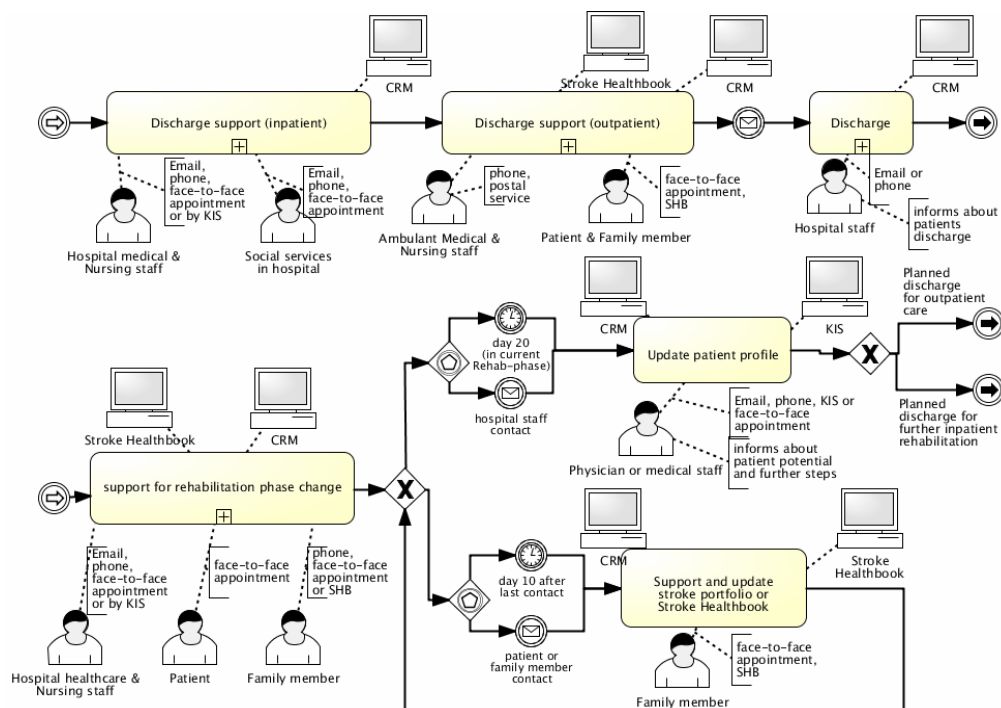 CRM
Stroke Healthbook
CRM
CRM
Discharge support (inpatient)
Discharge support (outpatient)
Discharge
Email,
phone,
face-to-face
appointment
or by KIS
Email,
phone,
face-to-face
appointment
phone,
postal
service
face-to-face
appointment,
SHB
Email or
phone
informs about
patients
discharge
Hospital medical &
Nursing staff
Social services
in hospital
Ambulant Medical &
Nursing staff
Patient & Family member
Hospital staff
day 20
(in current
Rehab-phase)
hospital staff
contact
CRM
KIS
Update patient profile
Planned
discharge
for outpatient
care
Planned
discharge for
further inpatient
rehabilitation
Email, phone, KIS or
face-to-face
appointment
informs about
patient potential
and further steps
Physician or medical staff
Stroke Healthbook
CRM
support for rehabilitation phase change
Email,
phone,
face-to-face
appointment
or by KIS
face-to-face
appointment
phone,
face-to-face
appointment
or SHB
Hospital healthcare &
Nursing staff
Patient
Family member
day 10 after
last contact
patient or
family member
contact
CRM
Stroke
Healthbook
Support and update
stroke portfolio or
Stroke Healthbook
face-to-face
appointment,
SHB
Family member